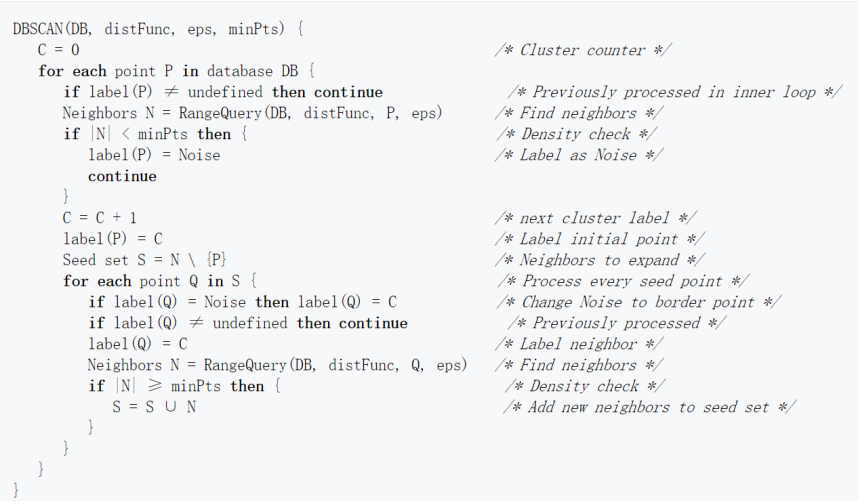 DBSCAN(DB, distFunc, eps, minPts) {
C = 0 /* Cluster counter */
for each point P in database DB {
if label(P) ≠ undefined then continue /* Previously processed in inner loop */
Neighbors N = RangeQuery(DB, distFunc, P, eps) /* Find neighbors */
if |N| < minPts then { /* Density check */
label(P) = Noise /* Label as Noise */
continue
}
C = C + 1 /* next cluster label */
label(P) = C /* Label initial point */
Seed set S = N \ {P} /* Neighbors to expand */
for each point Q in S { /* Process every seed point */
if label(Q) = Noise then label(Q) = C /* Change Noise to border point */
if label(Q) ≠ undefined then continue /* Previously processed */
label(Q) = C /* Label neighbor */
Neighbors N = RangeQuery(DB, distFunc, Q, eps) /* Find neighbors */
if |N| ≥ minPts then { /* Density check */
S = S ∪ N /* Add new neighbors to seed set */
}
}
}
}